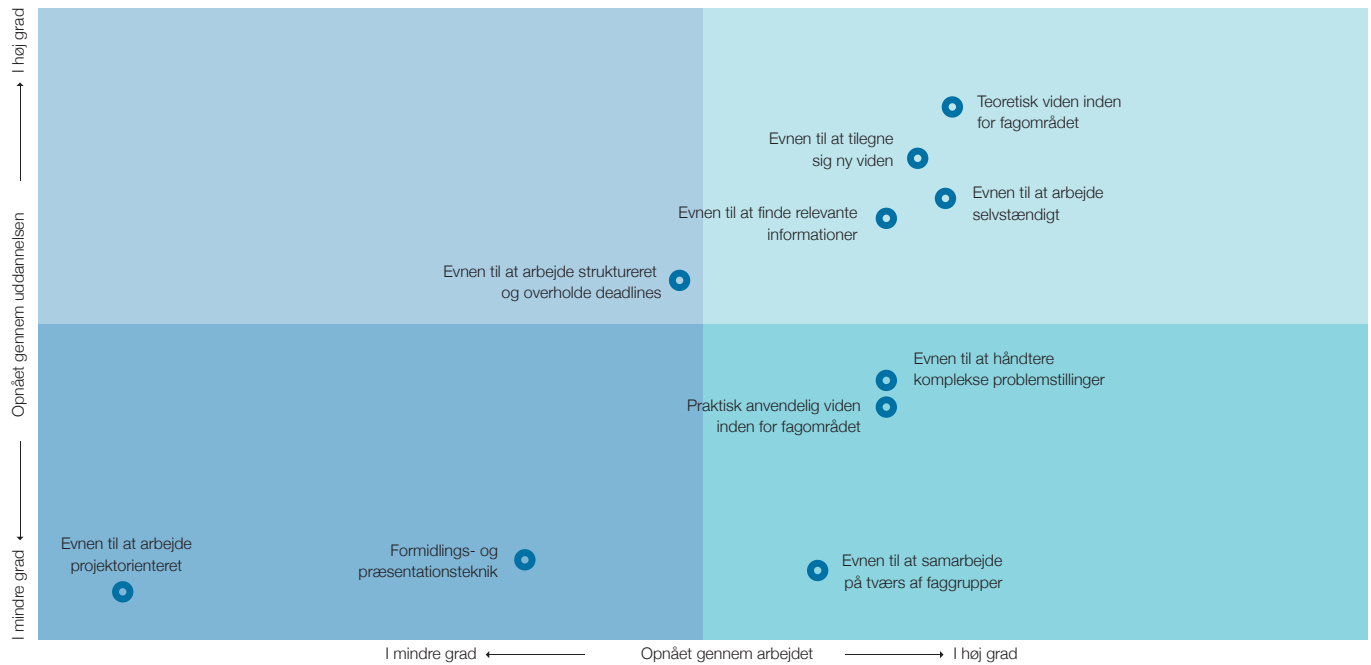 I høj grad
Opnået gennem uddannelsen
I mindre grad
Teoretisk viden inden
for fagområdet
Evnen til at tilegne
sig ny viden
Evnen til at arbejde
selvstændigt
Evnen til at finde relevante
informationer
Evnen til at arbejde struktureret
og overholde deadlines
Evnen til at håndtere
komplekse problemstillinger
Praktisk anvendelig viden
inden for fagområdet
Evnen til at arbejde
projektorienteret
Formidlings- og
præsentationsteknik
Evnen til at samarbejde
på tværs af faggrupper
I mindre grad
Opnået gennem arbejdet
I høj grad